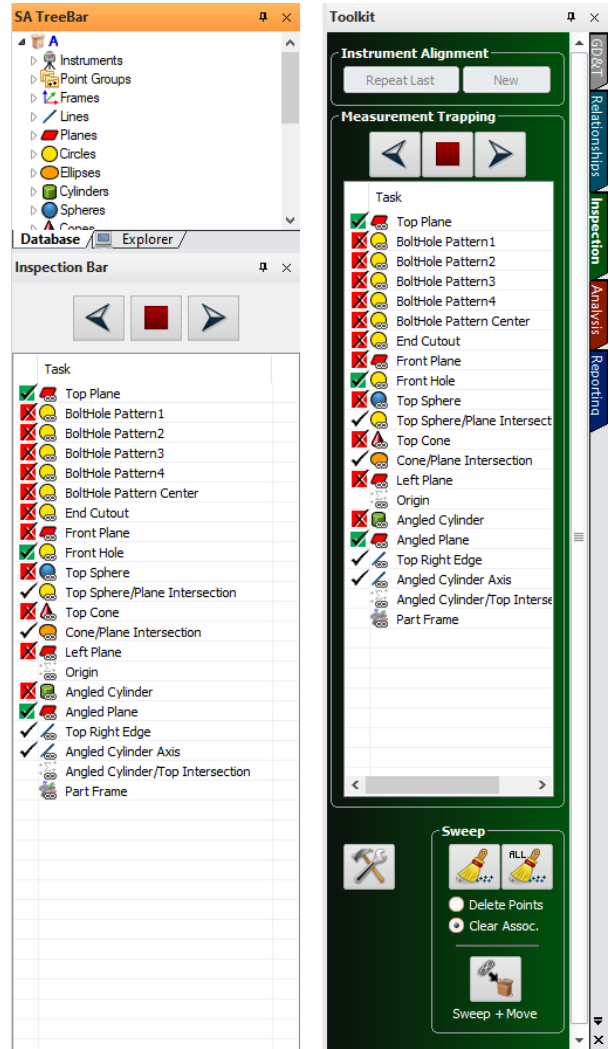 SA TreeBar
A
Instruments
Point Groups
Frames
Lines
Planes
Circles
Ellipses
Cylinders
Spheres
Cones
Database
Explorer
Inspection Bar
Task
Top Plane
BoltHole Pattern1
BoltHole Pattern2
BoltHole Pattern3
BoltHole Pattern4
BoltHole Pattern Center
End Cutout
Front Plane
Front Hole
Top Sphere
Top Sphere/Plane Intersection
Top Cone
Cone/Plane Intersection
Left Plane
Origin
Angled Cylinder
Angled Plane
Top Right Edge
Angled Cylinder Axis
Angled Cylinder/Top Intersection
Part Frame
Toolkit
Instrument Alignment
Repeat Last
New
Measurement Trapping
Task
Top Plane
BoltHole Pattern1
BoltHole Pattern2
BoltHole Pattern3
BoltHole Pattern4
BoltHole Pattern Center
End Cutout
Front Plane
Front Hole
Top Sphere
Top Sphere/Plane Intersect
Top Cone
Cone/Plane Intersection
Left Plane
Origin
Angled Cylinder
Angled Plane
Top Right Edge
Angled Cylinder Axis
Angled Cylinder/Top Interse
Part Frame
Sweep
ALL
Delete Points
Clear Assoc.
Sweep + Move
GD&T
Relationships
Inspection
Analysis
Reporting